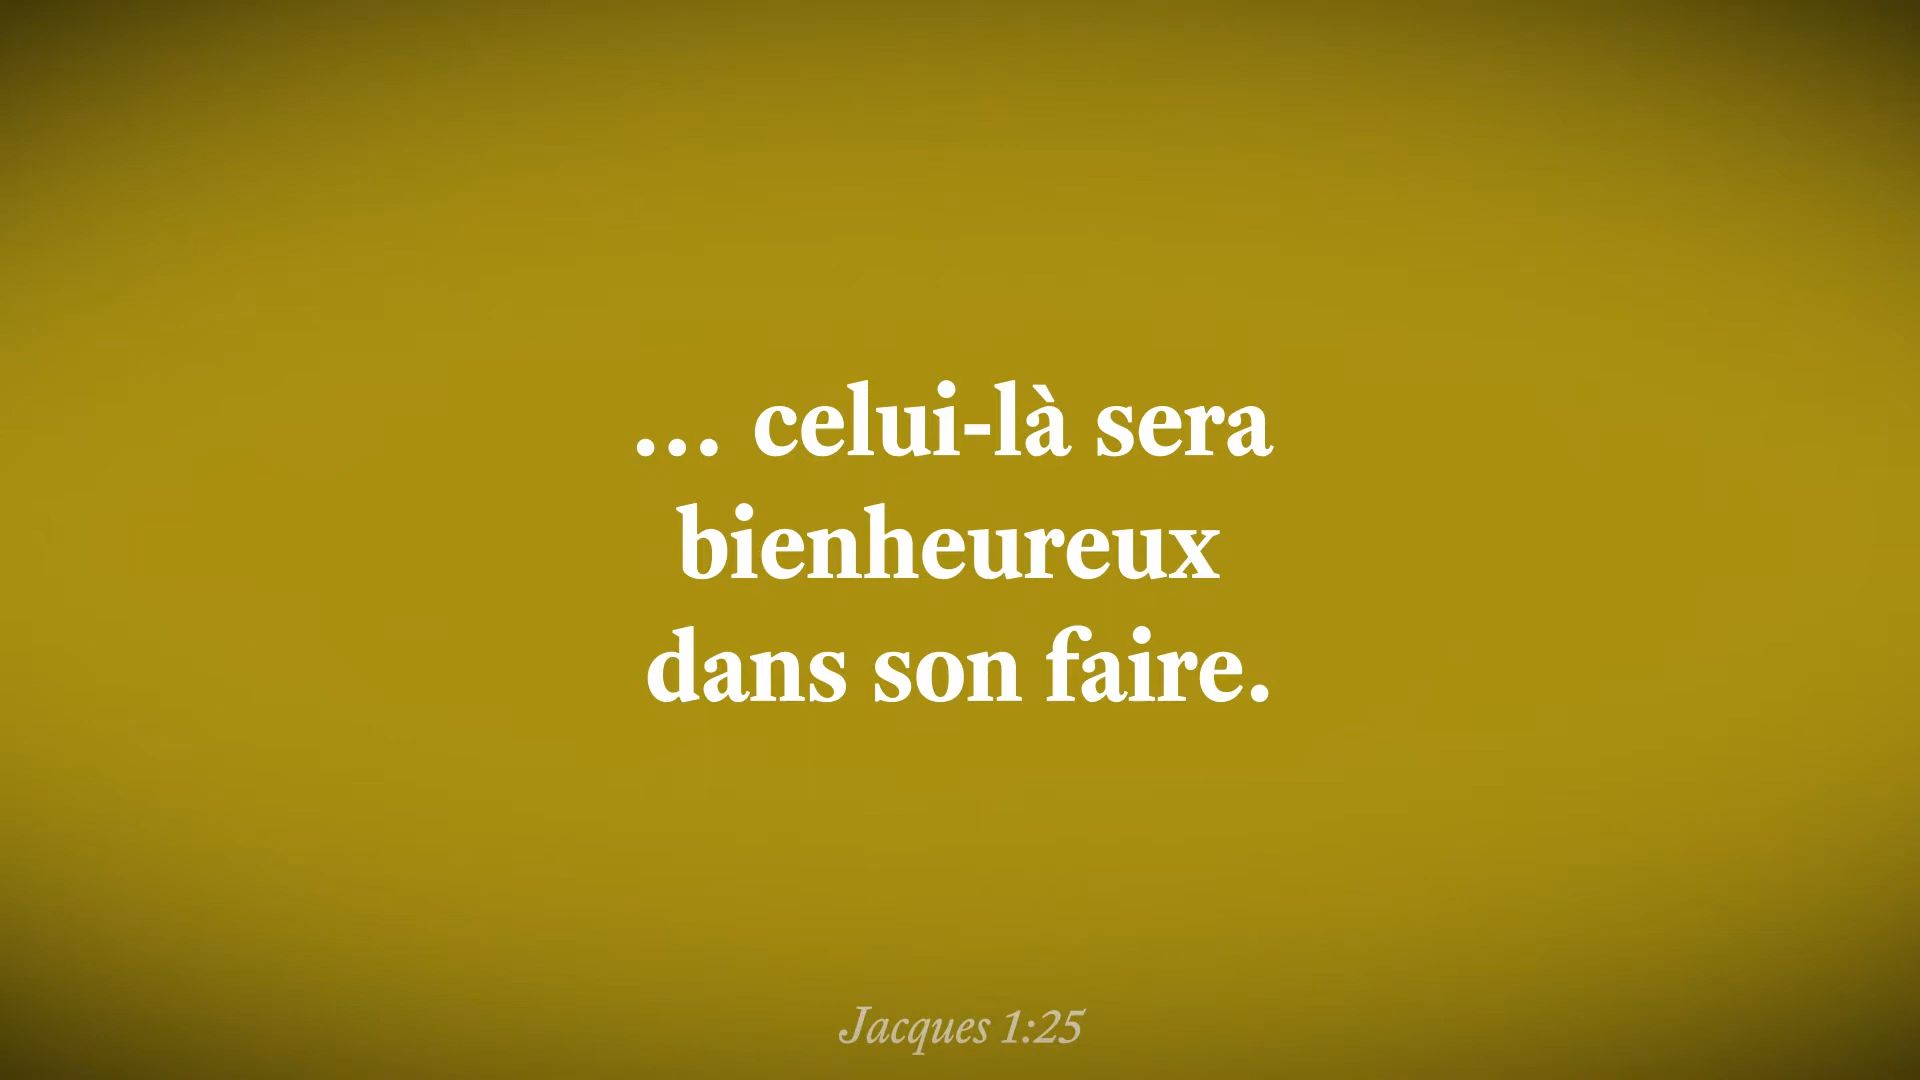 … celui-là sera
bienheureux
dans son faire.
Jacques 1:25